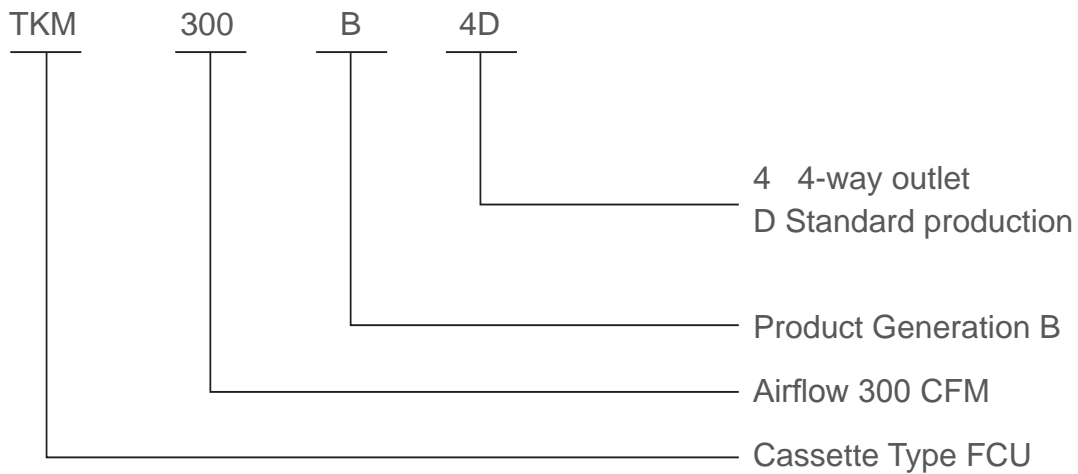 TKM 300 B 4D
4 4-way outlet
D Standard production
Product Generation B
Airflow 300 CFM
Cassette Type FCU